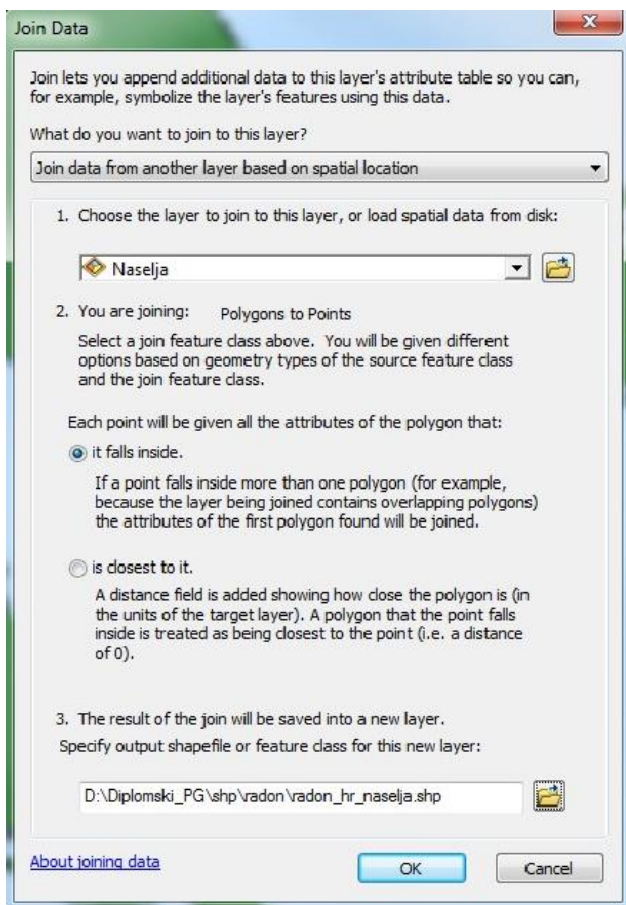 Join Data
Join lets you append additional data to this layer's attribute table so you can,
for example, symbolize the layer's features using this data.
What do you want to join to this layer?
Join data from another layer based on spatial location
1. Choose the layer to join to this layer, or load spatial data from disk:
Naselja
2. You are joining: Polygons to Points
Select a join feature class above. You will be given different
options based on geometry types of the source feature class
and the join feature class.
Each point will be given all the attributes of the polygon that:
it falls inside.
If a point falls inside more than one polygon (for example,
because the layer being joined contains overlapping polygons)
the attributes of the first polygon found will be joined.
is closest to it.
A distance field is added showing how close the polygon is (in
the units of the target layer). A polygon that the point falls
inside is treated as being closest to the point (i.e. a distance
of 0).
3. The result of the join will be saved into a new layer.
Specify output shapefile or feature class for this new layer:
D:\Diplomski_PG\shp\radon\radon_hr_naselja.shp
About joining data
OK
Cancel